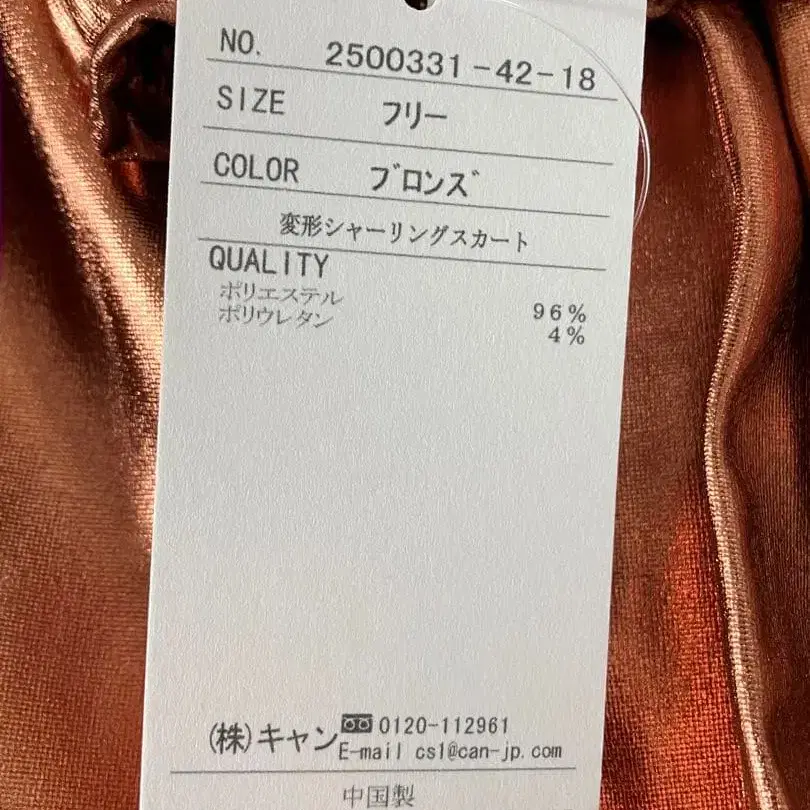 NO. 2500331-42-18
SIZE フリー
COLOR ブロンズ
変形シャーリングスカート
QUALITY
ポリエステル 96%
ポリウレタン 4%
(株)キャン 0120-112961
E-mail cs1@can-jp.com
中国製